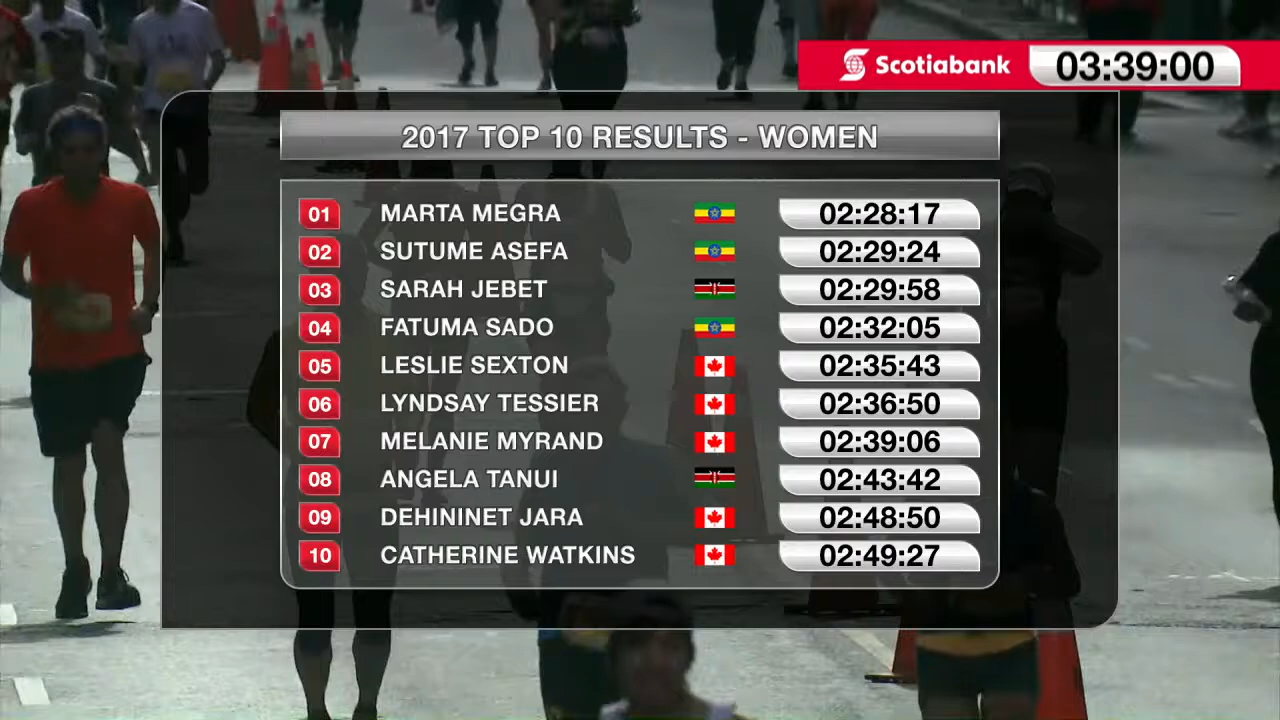 Scotiabank 03:39:00
2017 TOP 10 RESULTS - WOMEN
01 MARTA MEGRA 02:28:17
02 SUTUME ASEFA 02:29:24
03 SARAH JEBET 02:29:58
04 FATUMA SADO 02:32:05
05 LESLIE SEXTON 02:35:43
06 LYNDSAY TESSIER 02:36:50
07 MELANIE MYRAND 02:39:06
08 ANGELA TANUI 02:43:42
09 DEHININET JARA 02:48:50
10 CATHERINE WATKINS 02:49:27